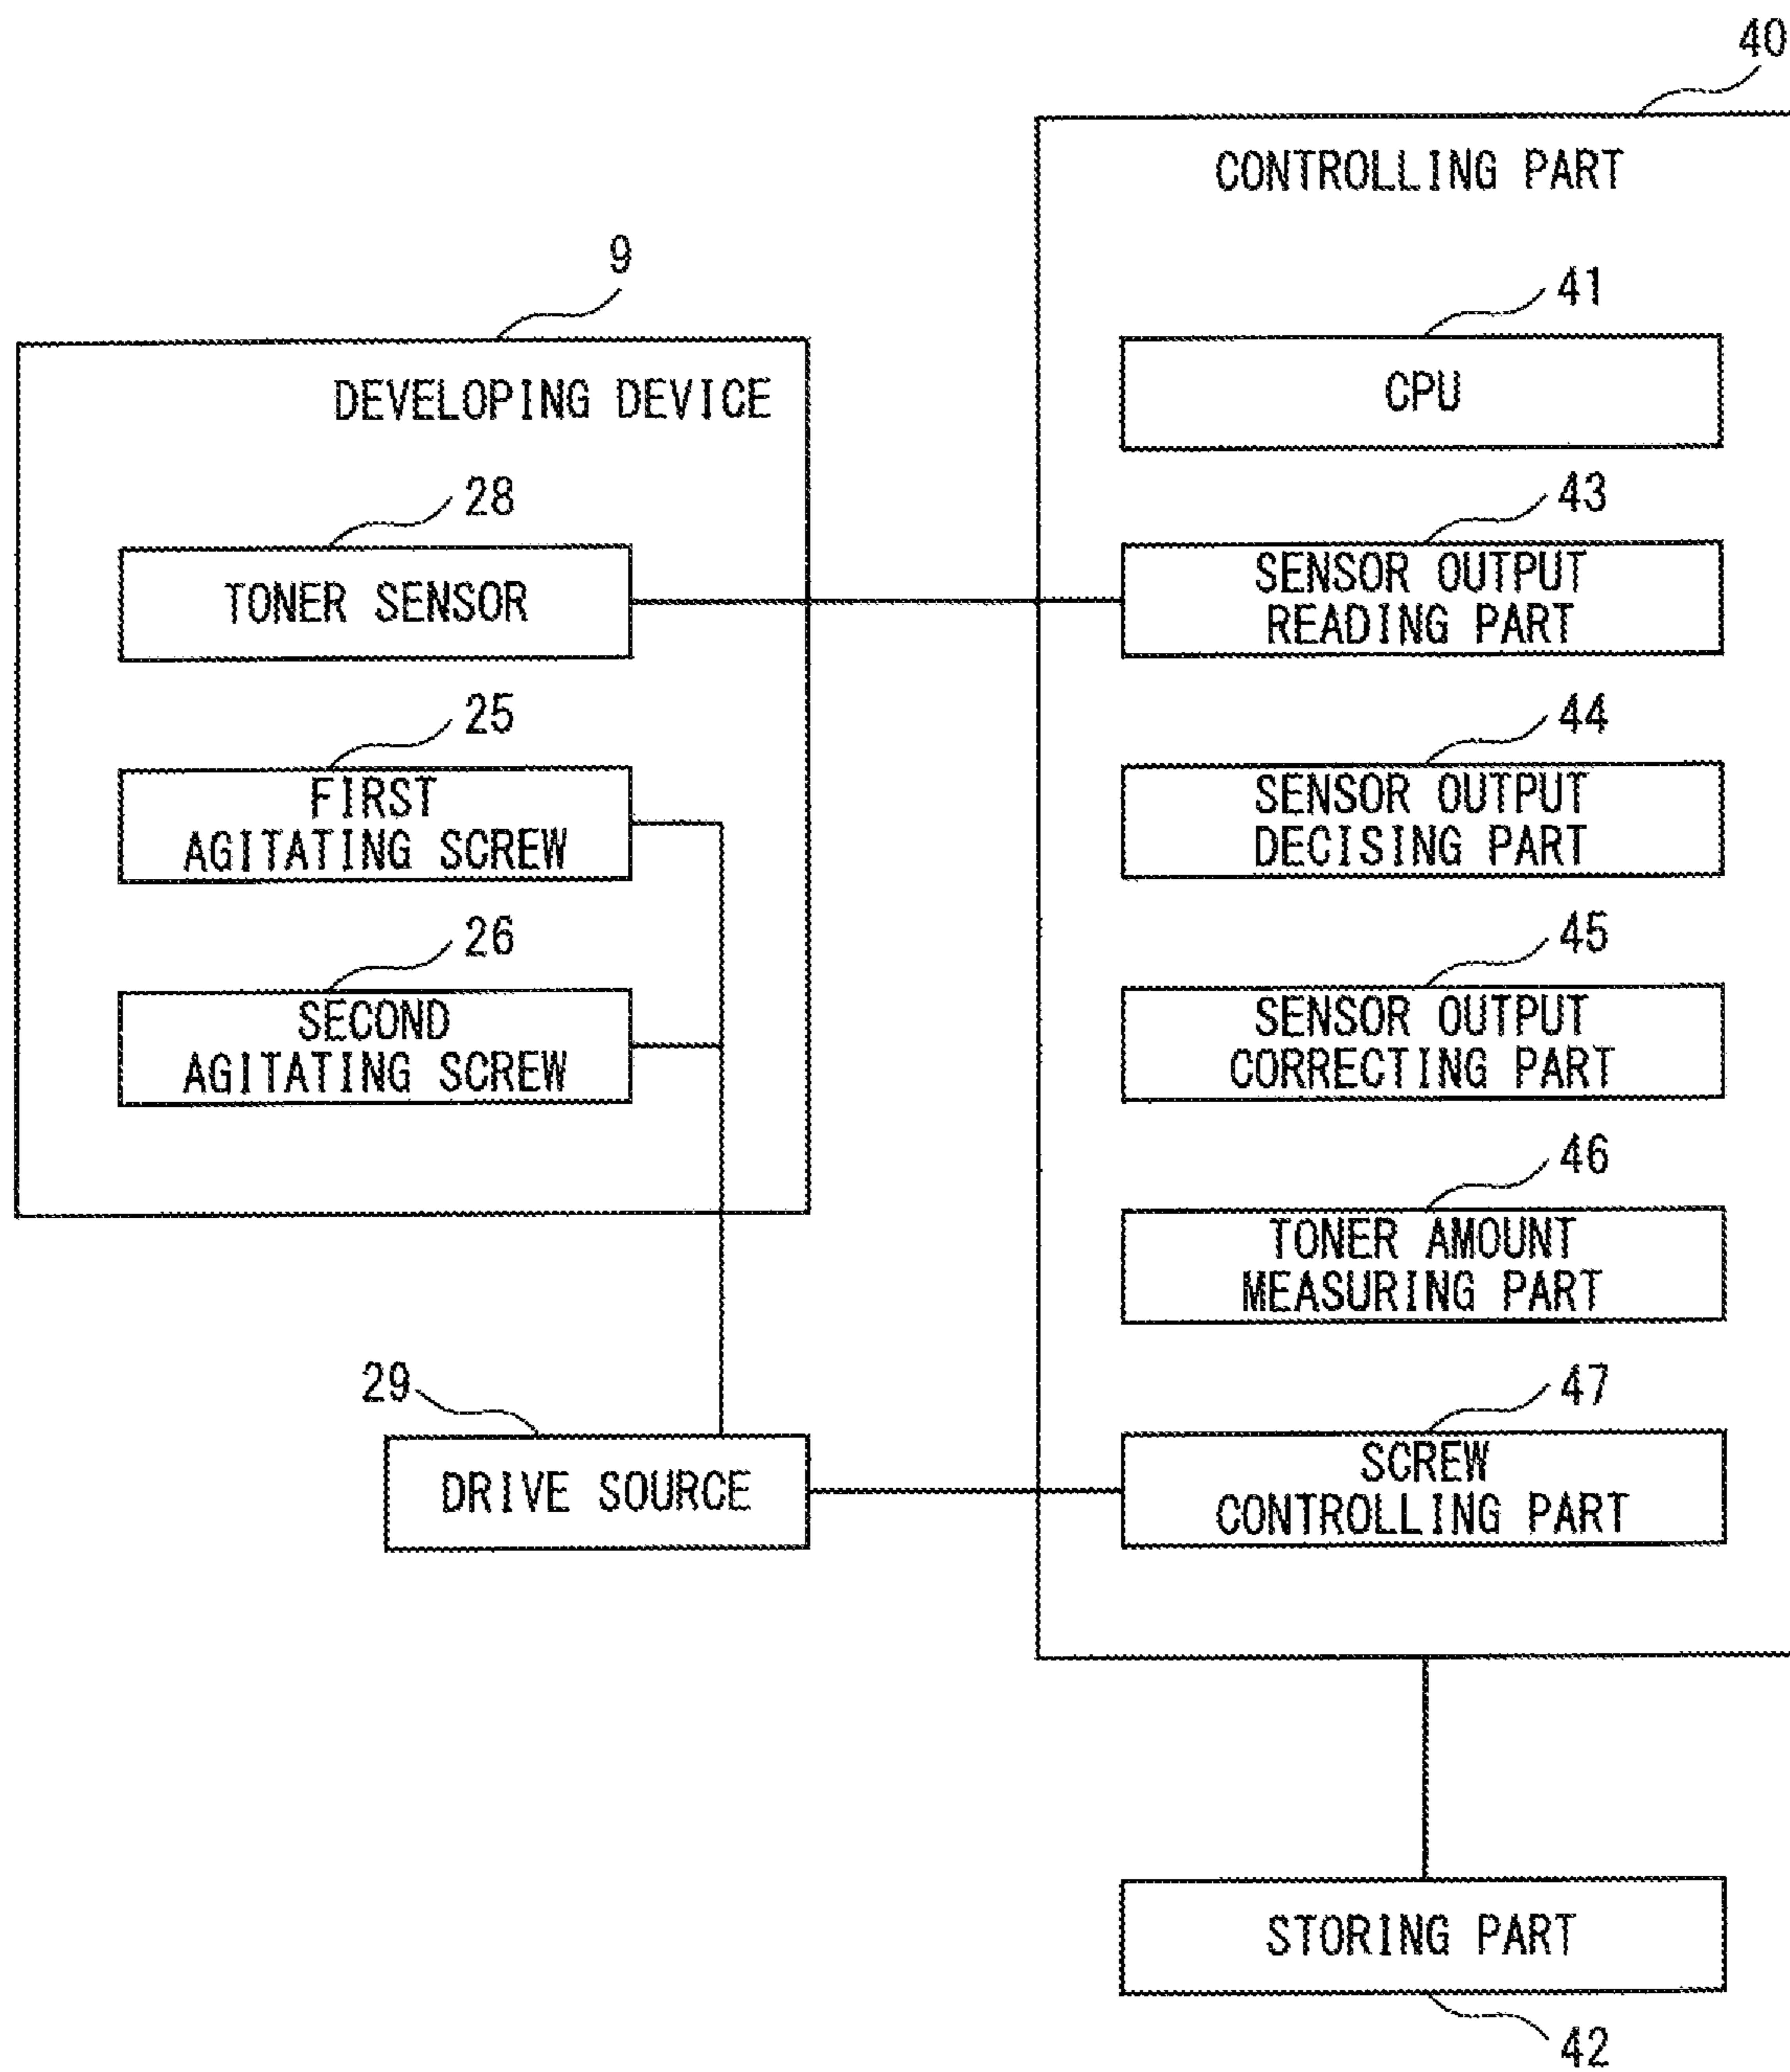 40
CONTROLLING PART
9
DEVELOPING DEVICE
41
CPU
28
TONER SENSOR
43
SENSOR OUTPUT
READING PART
25
FIRST
AGITATING SCREW
44
SENSOR OUTPUT
DECISING PART
26
SECOND
AGITATING SCREW
45
SENSOR OUTPUT
CORRECTING PART
46
TONER AMOUNT
MEASURING PART
29
DRIVE SOURCE
47
SCREW
CONTROLLING PART
STORING PART
42